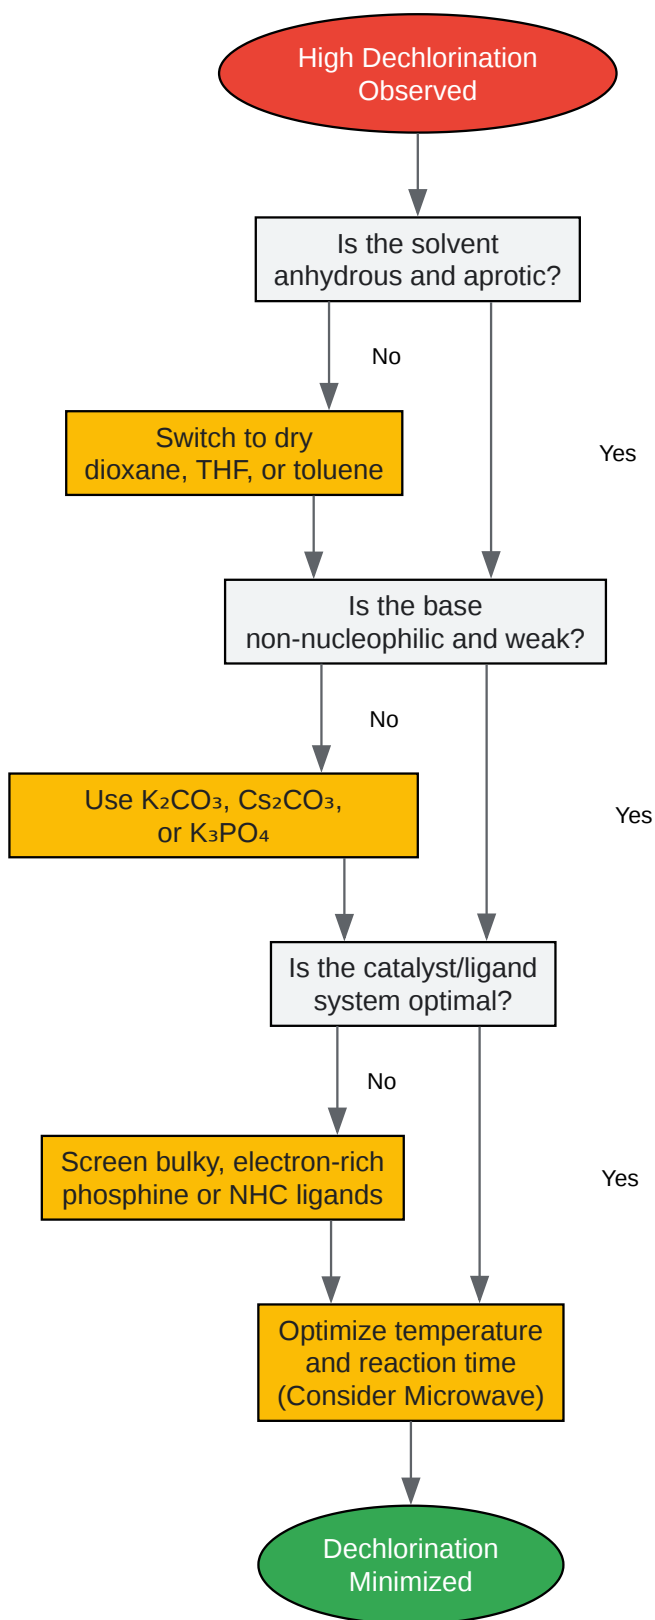 High Dechlorination
Observed
Is the solvent
anhydrous and aprotic?
No
Switch to dry
dioxane, THF, or toluene
Yes
Is the base
non-nucleophilic and weak?
No
Use K₂CO₃, Cs₂CO₃,
or K₃PO₄
Yes
Is the catalyst/ligand
system optimal?
No
Screen bulky, electron-rich
phosphine or NHC ligands
Yes
Optimize temperature
and reaction time
(Consider Microwave)
Dechlorination
Minimized